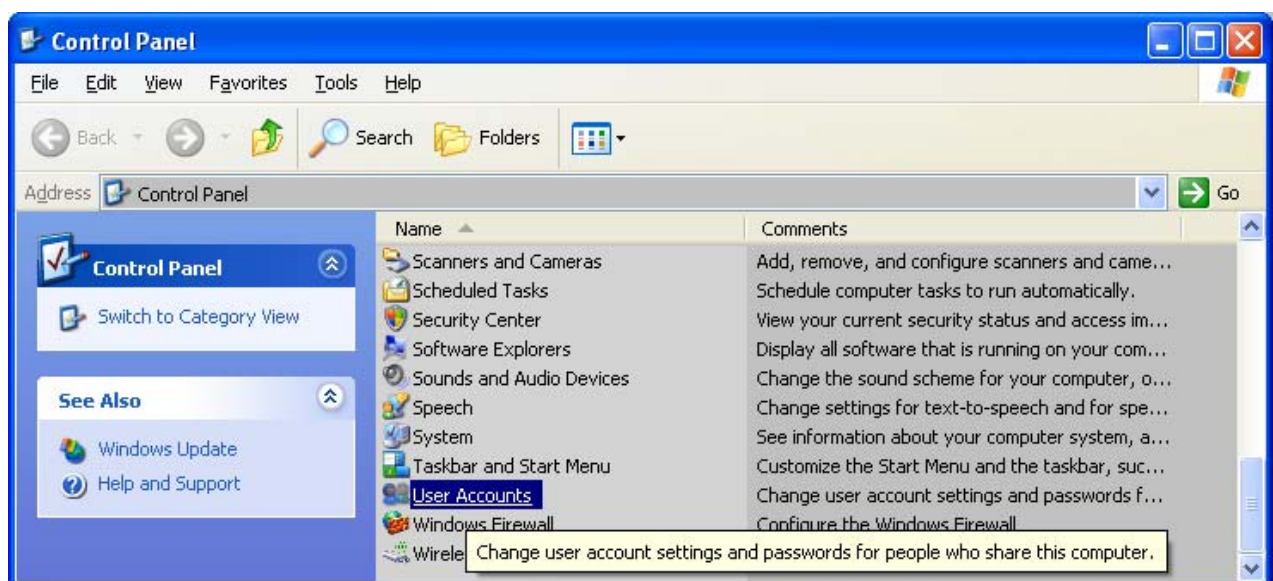 Control Panel
File Edit View Favorites Tools Help
Back Search Folders
Address Control Panel Go
Name Comments
Control Panel
Switch to Category View
See Also
Windows Update
Help and Support
Scanners and Cameras Add, remove, and configure scanners and came...
Scheduled Tasks Schedule computer tasks to run automatically.
Security Center View your current security status and access im...
Software Explorers Display all software that is running on your com...
Sounds and Audio Devices Change the sound scheme for your computer, o...
Speech Change settings for text-to-speech and for spe...
System See information about your computer system, a...
Taskbar and Start Menu Customize the Start Menu and the taskbar, suc...
User Accounts Change user account settings and passwords f...
Windows Firewall Configure the Windows Firewall
Wirele
Change user account settings and passwords for people who share this computer.